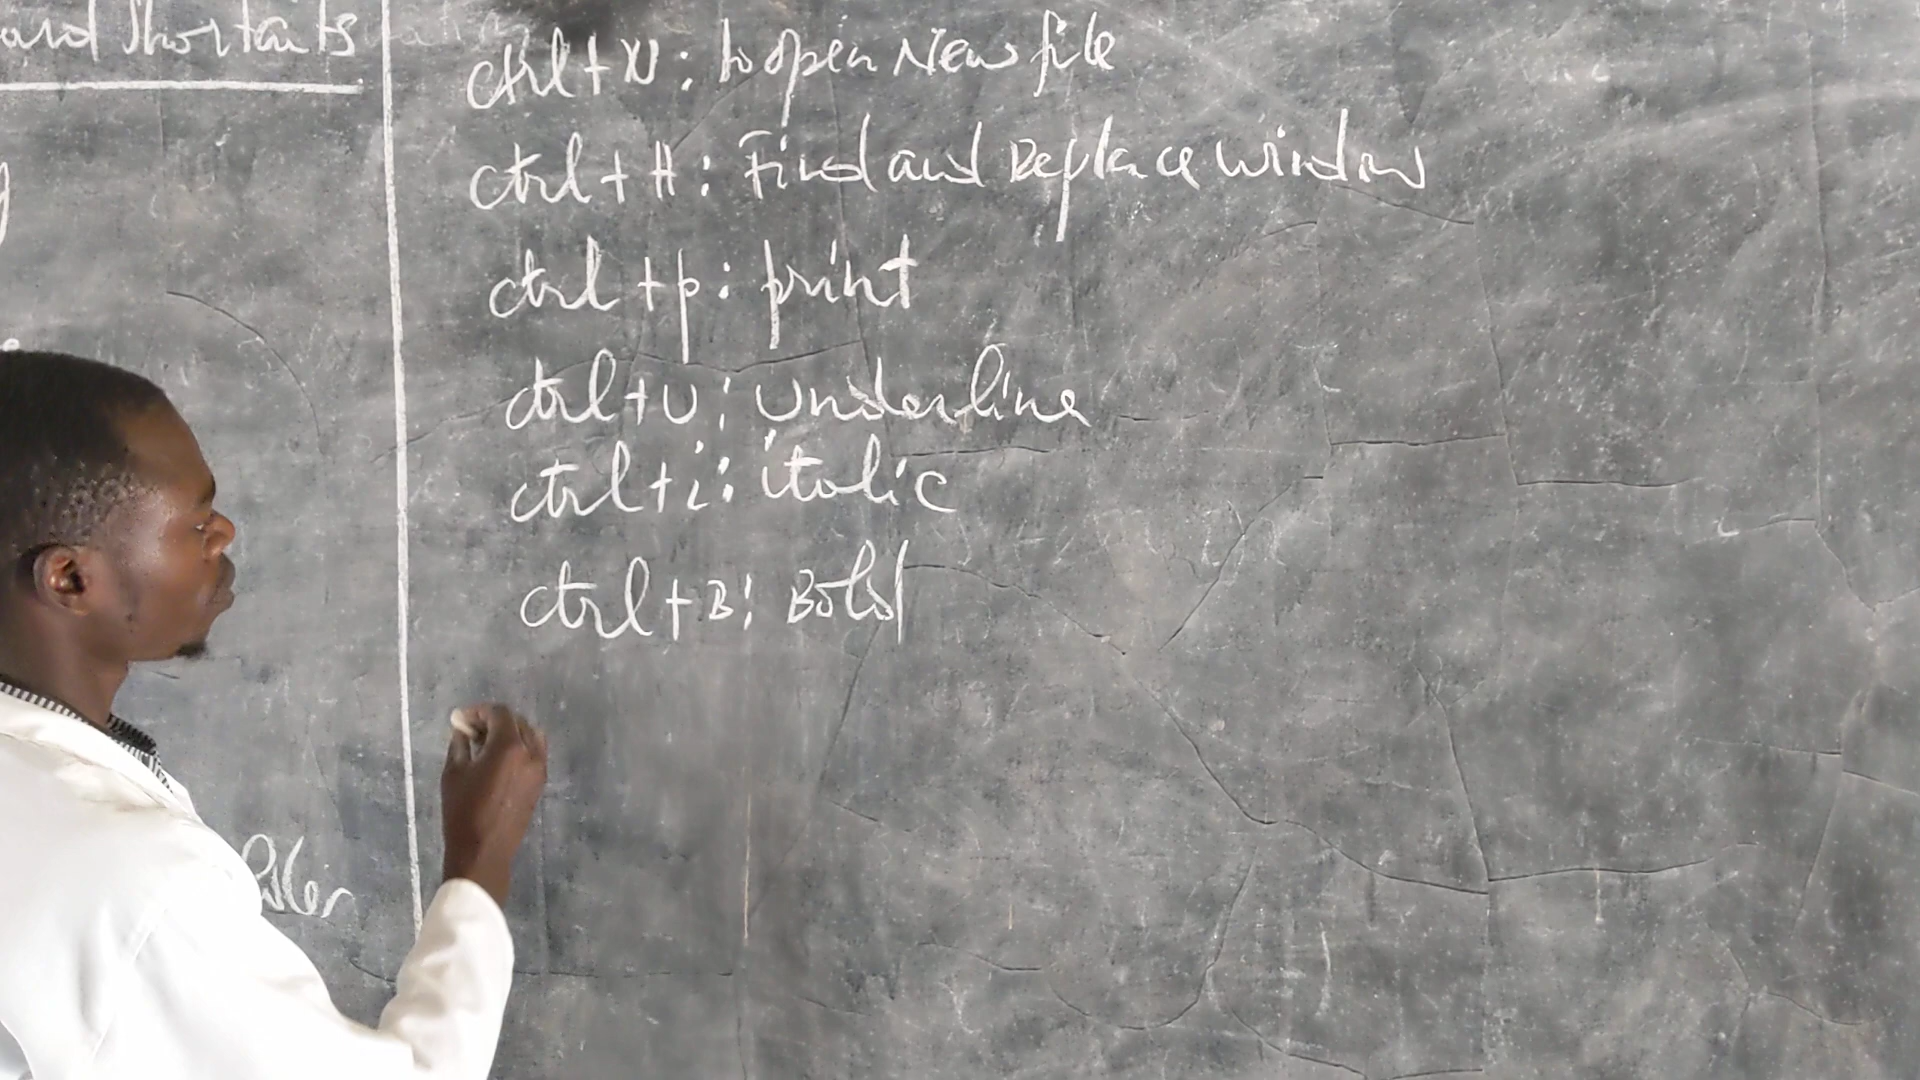 Shortcuts
ctrl+N: to open New file
ctrl+H: Find and Replace window
ctrl+p: print
ctrl+U: underline
ctrl+i: italic
ctrl+B: Bold